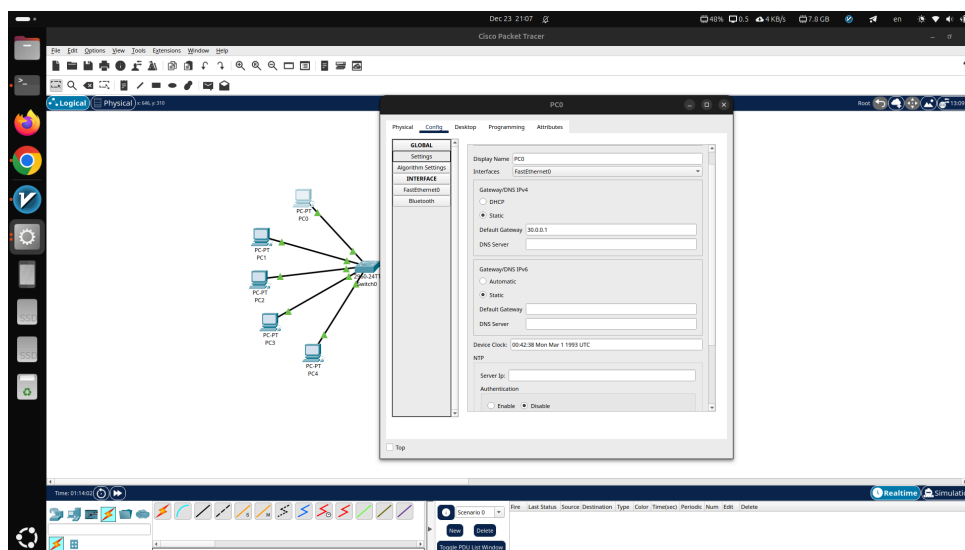 Dec 23 21:07
48% 0.5 4 KB/s 7.8 GB en
Cisco Packet Tracer
File Edit Options View Tools Extensions Window Help
Logical Physical x: 646, y: 310
Root 13:09
PC0
Physical Config Desktop Programming Attributes
GLOBAL
Settings
Algorithm Settings
INTERFACE
FastEthernet0
Bluetooth
Display Name PC0
Interfaces FastEthernet0
Gateway/DNS IPv4
DHCP
Static
Default Gateway 30.0.0.1
DNS Server
Gateway/DNS IPv6
Automatic
Static
Default Gateway
DNS Server
Device Clock: 00:42:38 Mon Mar 1 1993 UTC
NTP
Server Ip:
Authentication
Enable Disable
Top
PC-PT
PC0
PC-PT
PC1
PC-PT
PC2
PC-PT
PC3
PC-PT
PC4
SSD
SSD
Time: 01:14:02
Realtime Simulati
Scenario 0
New Delete
Toggle PDU List Window
Fire Last Status Source Destination Type Color Time(sec) Periodic Num Edit Delete